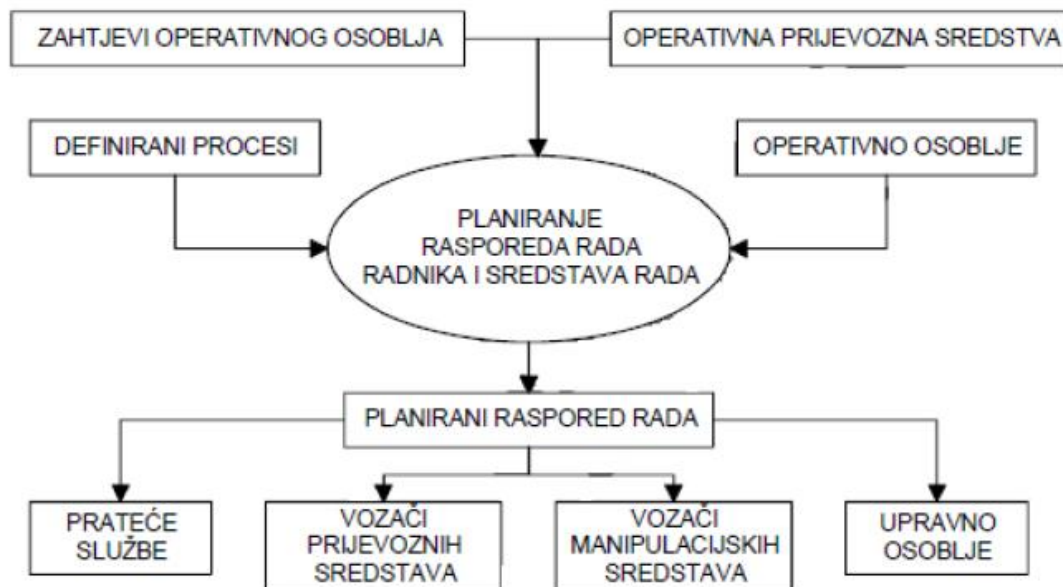 ZAHTJEVI OPERATIVNOG OSOBLJA
OPERATIVNA PRIJEVOZNA SREDSTVA
DEFINIRANI PROCESI
OPERATIVNO OSOBLJE
PLANIRANJE
RASPOREDA RADA
RADNIKA I SREDSTAVA RADA
PLANIRANI RASPORED RADA
PRATEĆE
SLUŽBE
VOZAČI
PRIJEVOZNIH
SREDSTAVA
VOZAČI
MANIPULACIJSKIH
SREDSTAVA
UPRAVNO
OSOBLJE